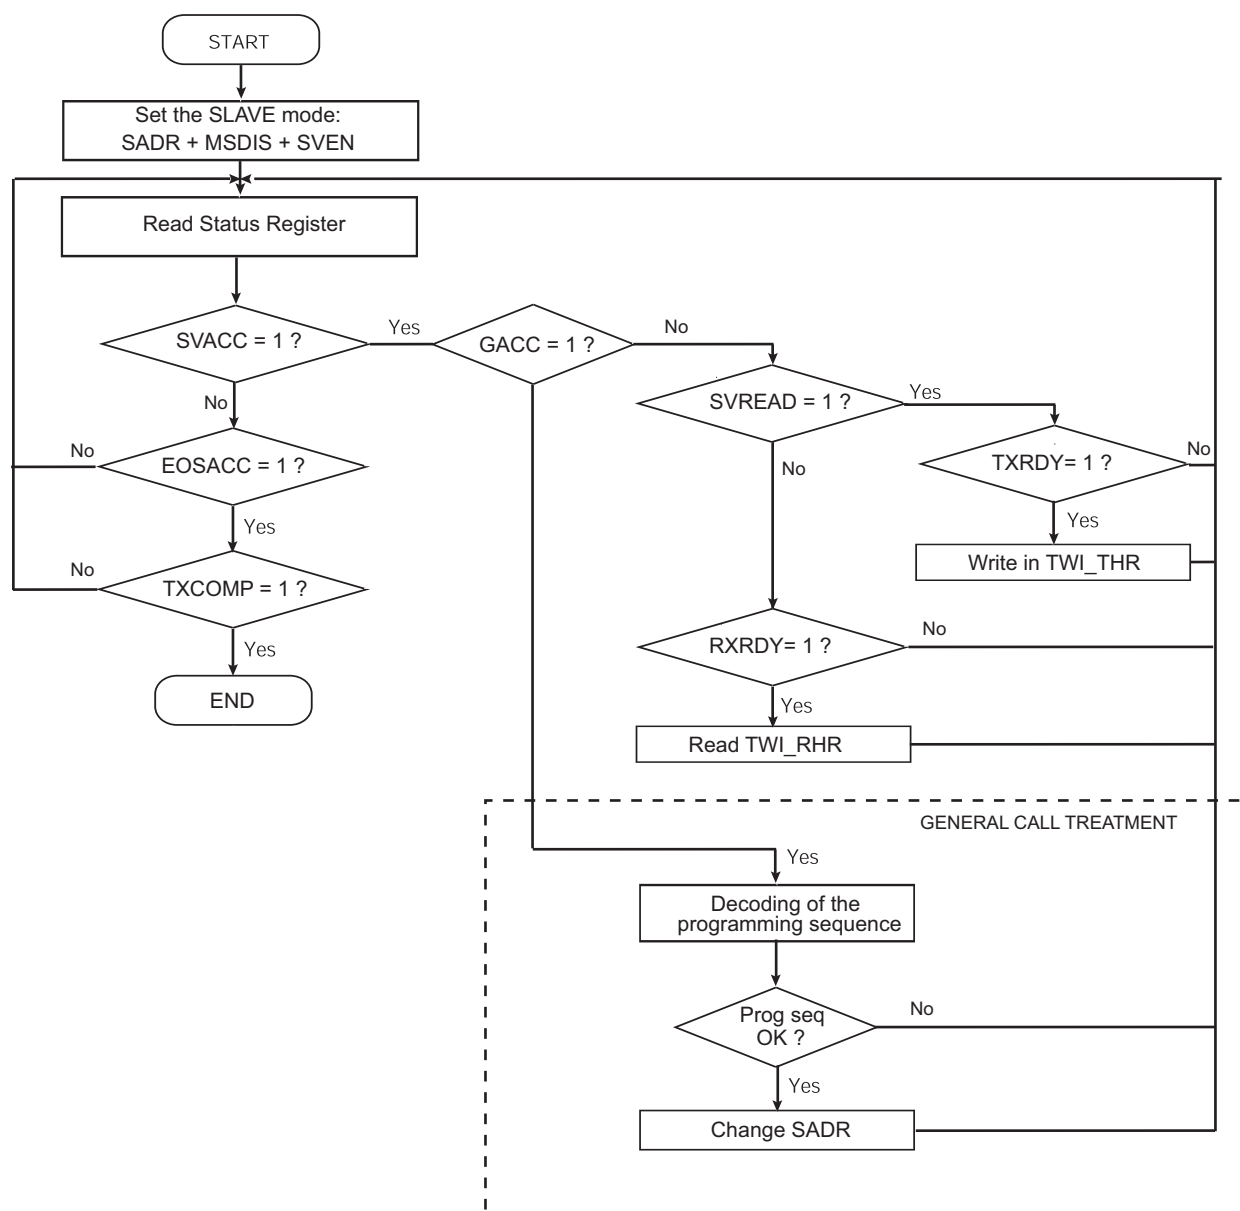 START
Set the SLAVE mode:
SADR + MSDIS + SVEN
Read Status Register
SVACC = 1 ?
Yes
GACC = 1 ?
No
SVREAD = 1 ?
Yes
No
EOSACC = 1 ?
No
TXRDY= 1 ?
No
No
Yes
Yes
Write in TWI_THR
TXCOMP = 1 ?
No
Yes
RXRDY= 1 ?
No
END
Yes
Read TWI_RHR
GENERAL CALL TREATMENT
Yes
Decoding of the
programming sequence
Prog seq
OK ?
No
Yes
Change SADR